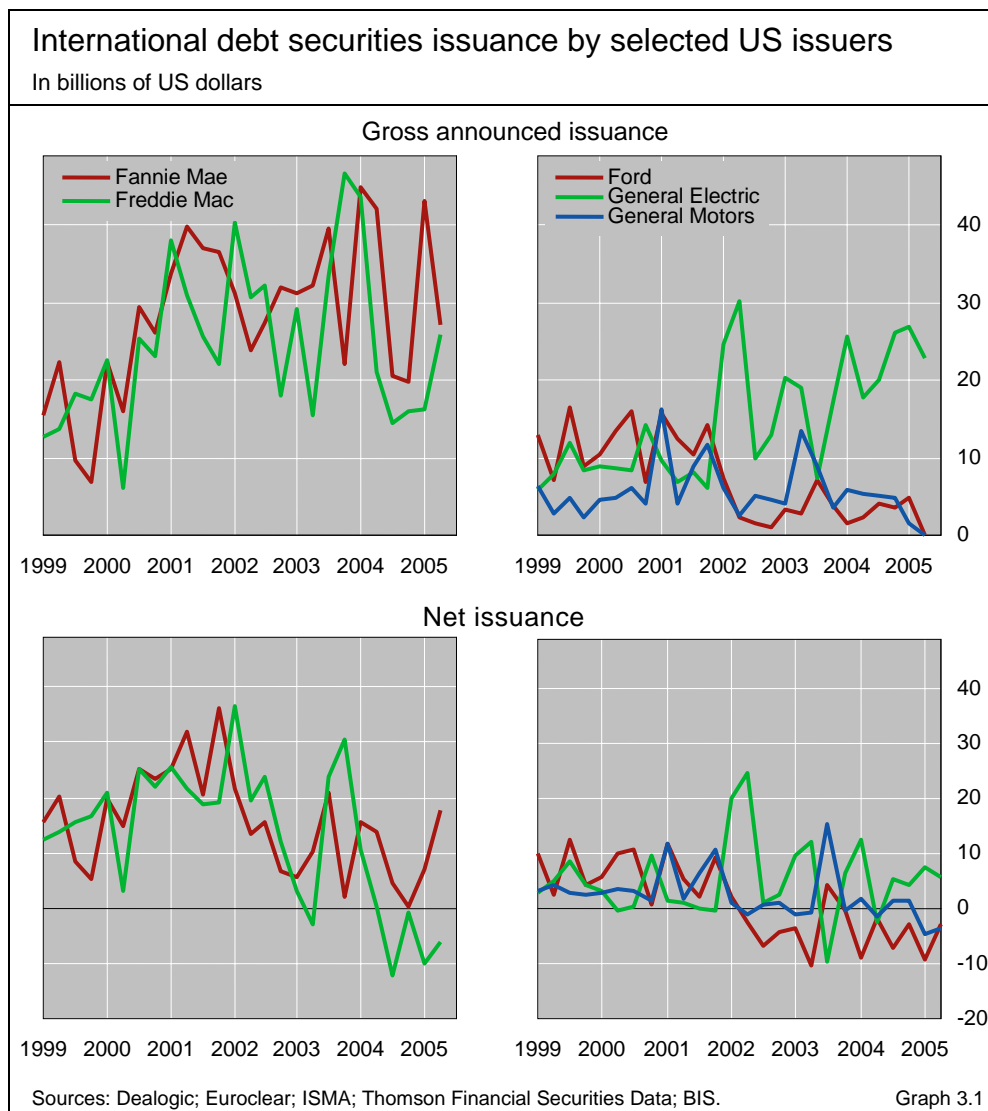 International debt securities issuance by selected US issuers
In billions of US dollars
Gross announced issuance
Fannie Mae
Freddie Mac
Ford
General Electric
General Motors
40
30
20
10
0
1999 2000 2001 2002 2003 2004 2005
1999 2000 2001 2002 2003 2004 2005
Net issuance
40
30
20
10
0
-10
-20
1999 2000 2001 2002 2003 2004 2005
1999 2000 2001 2002 2003 2004 2005
Sources: Dealogic; Euroclear; ISMA; Thomson Financial Securities Data; BIS. Graph 3.1